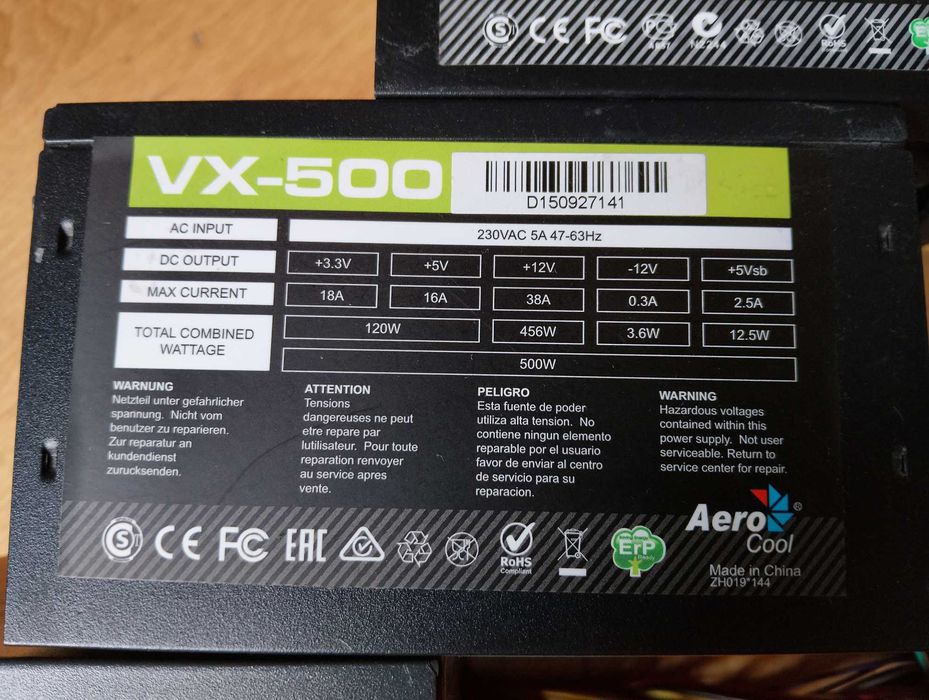 N2244
RoHS
VX-500
D150927141
AC INPUT 230VAC 5A 47-63Hz
DC OUTPUT +3.3V +5V +12V -12V +5Vsb
MAX CURRENT 18A 16A 38A 0.3A 2.5A
TOTAL COMBINED
WATTAGE
120W 456W 3.6W 12.5W
500W
WARNUNG
Netzteil unter gefahrlicher
spannung. Nicht vom
benutzer zu reparieren.
Zur reparatur an
kundendienst
zurucksenden.
ATTENTION
Tensions
dangereuses ne peut
etre repare par
lutilisateur. Pour toute
reparation renvoyer
au service apres
vente.
PELIGRO
Esta fuente de poder
utiliza alta tension. No
contiene ningun elemento
reparable por el usuario
favor de enviar al centro
de servicio para su
reparacion.
WARNING
Hazardous voltages
contained within this
power supply. Not user
serviceable. Return to
service center for repair.
S CE FC EAC
RoHS
Compliant
ErP
Ready
Aero
Cool
®
Made in China
ZH019*144